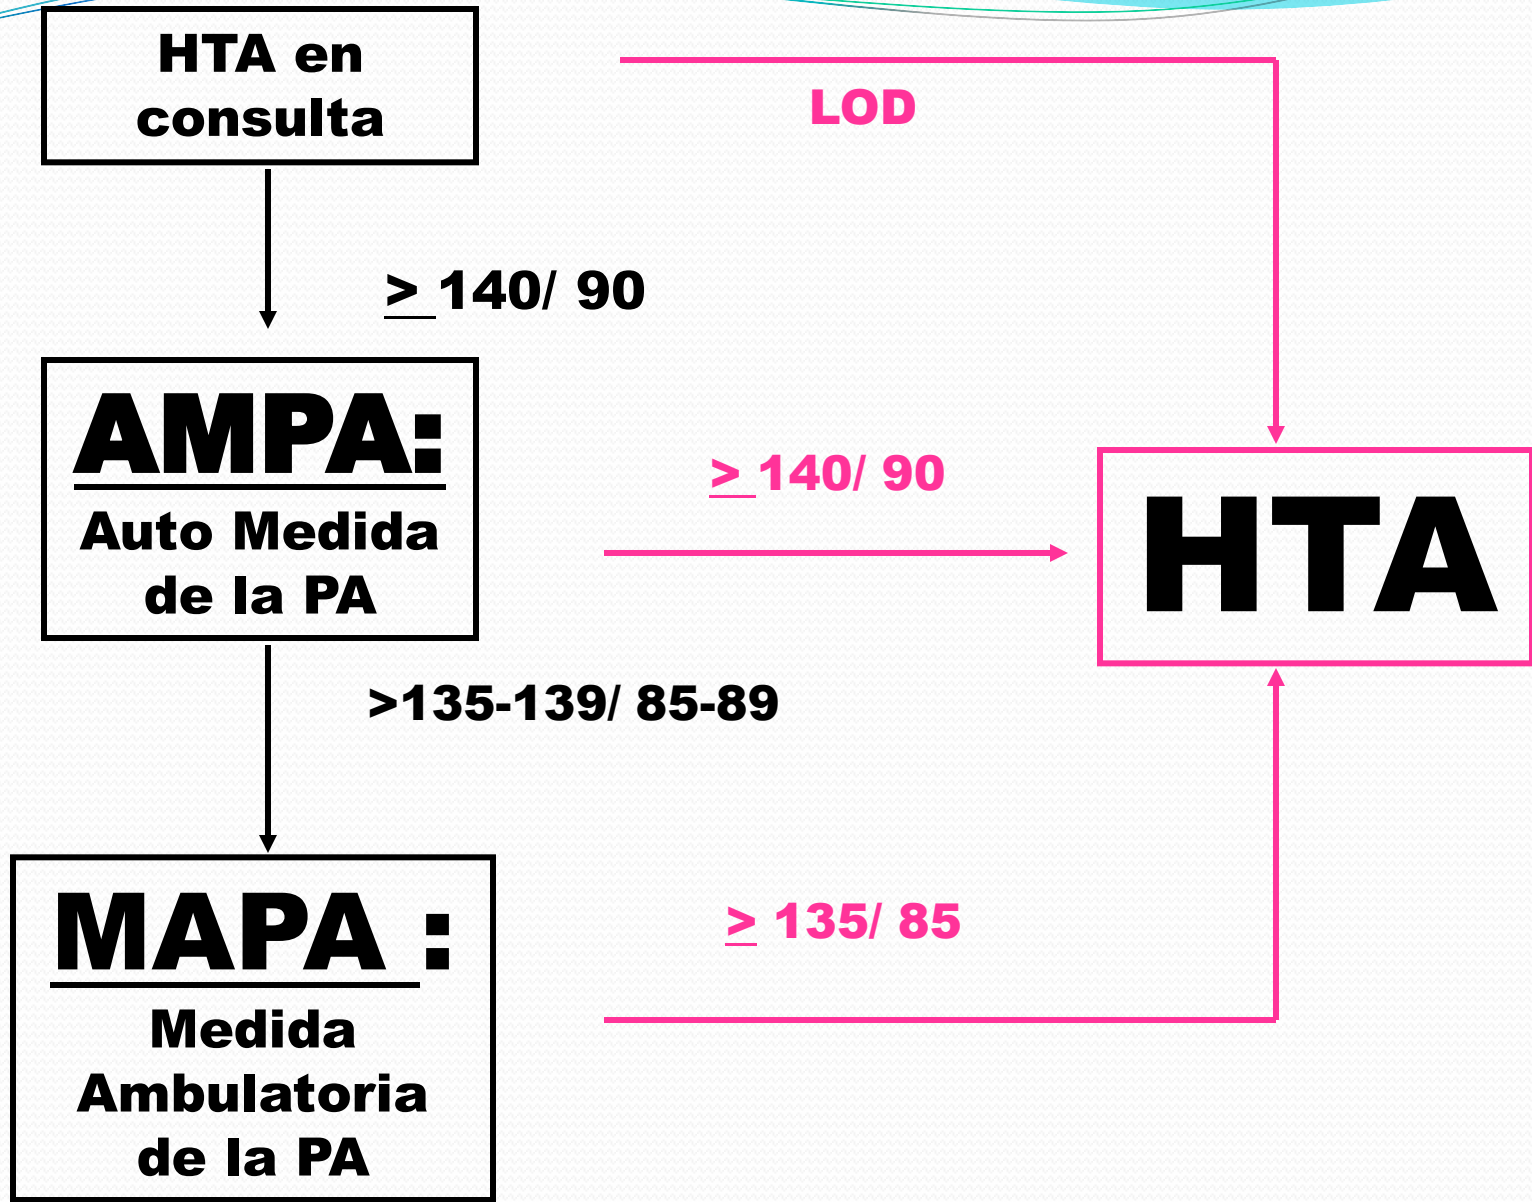 HTA en
consulta
LOD
≥ 140/ 90
AMPA:
Auto Medida
de la PA
≥ 140/ 90
HTA
>135-139/ 85-89
MAPA :
Medida
Ambulatoria
de la PA
≥ 135/ 85